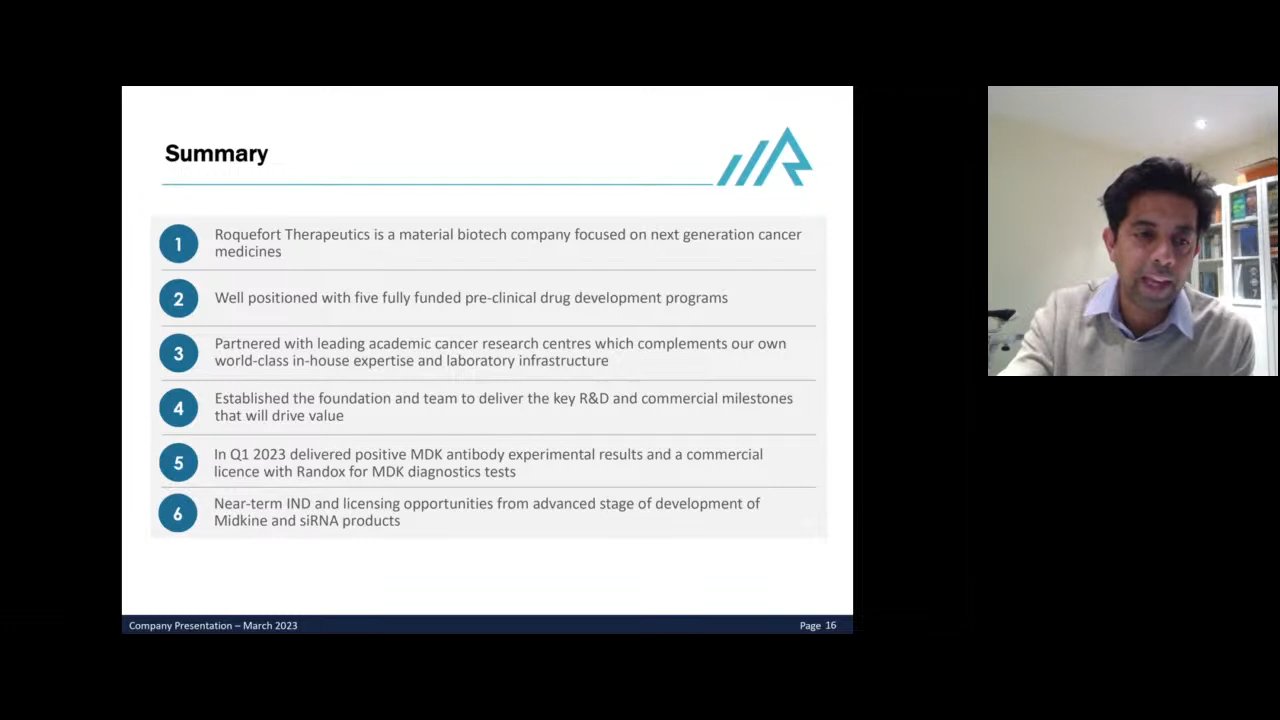 Summary
1
Roquefort Therapeutics is a material biotech company focused on next generation cancer
medicines
2
Well positioned with five fully funded pre-clinical drug development programs
3
Partnered with leading academic cancer research centres which complements our own
world-class in-house expertise and laboratory infrastructure
4
Established the foundation and team to deliver the key R&D and commercial milestones
that will drive value
5
In Q1 2023 delivered positive MDK antibody experimental results and a commercial
licence with Randox for MDK diagnostics tests
6
Near-term IND and licensing opportunities from advanced stage of development of
Midkine and siRNA products
Company Presentation – March 2023
Page 16